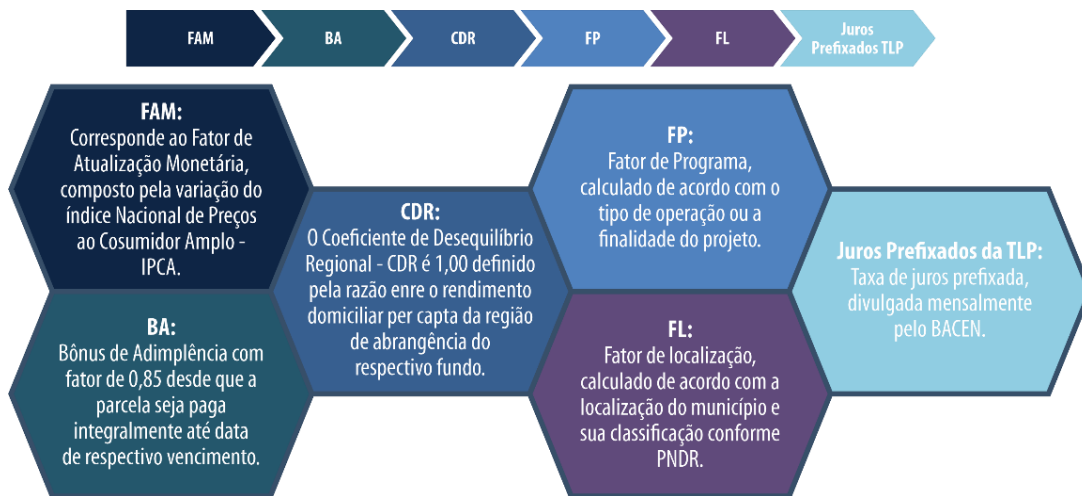 FAM
BA
CDR
FP
FL
Juros
Prefixados TLP
FAM:
Corresponde ao Fator de
Atualização Monetária,
composto pela variação do
índice Nacional de Preços
ao Cosumidor Amplo -
IPCA.
BA:
Bônus de Adimplência com
fator de 0,85 desde que a
parcela seja paga
integralmente até data
de respectivo vencimento.
CDR:
O Coeficiente de Desequilíbrio
Regional - CDR é 1,00 definido
pela razão enre o rendimento
domiciliar per capta da região
de abrangência do
respectivo fundo.
FP:
Fator de Programa,
calculado de acordo com o
tipo de operação ou a
finalidade do projeto.
FL:
Fator de localização,
calculado de acordo com a
localização do município e
sua classificação conforme
PNDR.
Juros Prefixados da TLP:
Taxa de juros prefixada,
divulgada mensalmente
pelo BACEN.